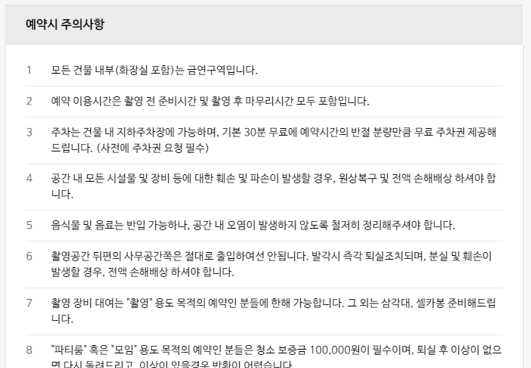 예약시 주의사항
1 모든 건물 내부(화장실 포함)는 금연구역입니다.
2 예약 이용시간은 촬영 전 준비시간 및 촬영 후 마무리시간 모두 포함입니다.
3 주차는 건물 내 지하주차장에 가능하며, 기본 30분 무료에 예약시간의 반절 분량만큼 무료 주차권 제공해
드립니다. (사전에 주차권 요청 필수)
4 공간 내 모든 시설물 및 장비 등에 대한 훼손 및 파손이 발생할 경우, 원상복구 및 전액 손해배상 하셔야 합
니다.
5 음식물 및 음료는 반입 가능하나, 공간 내 오염이 발생하지 않도록 철저히 정리해주셔야 합니다.
6 촬영공간 뒤편의 사무공간쪽은 절대로 출입하여선 안됩니다. 발각시 즉각 퇴실조치되며, 분실 및 훼손이
발생할 경우, 전액 손해배상 하셔야 합니다.
7 촬영 장비 대여는 "촬영" 용도 목적의 예약인 분들에 한해 가능합니다. 그 외는 삼각대, 셀카봉 준비해드립
니다.
8 "파티룸" 혹은 "모임" 용도 목적의 예약인 분들은 청소 보증금 100,000원이 필수이며, 퇴실 후 이상이 없으
면 다시 돌려드리고, 이상이 있을경우 반환이 어렵습니다.